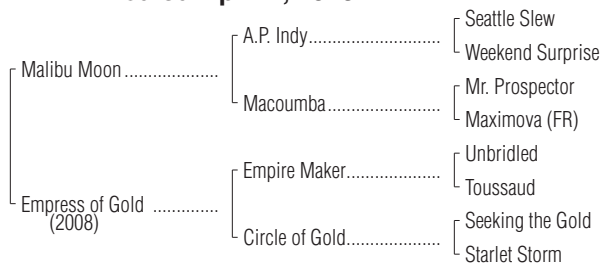 A.P. Indy
Seattle Slew
Weekend Surprise
Malibu Moon
Macoumba
Mr. Prospector
Maximova (FR)
Empire Maker
Unbridled
Toussaud
Empress of Gold
(2008)
Circle of Gold
Seeking the Gold
Starlet Storm